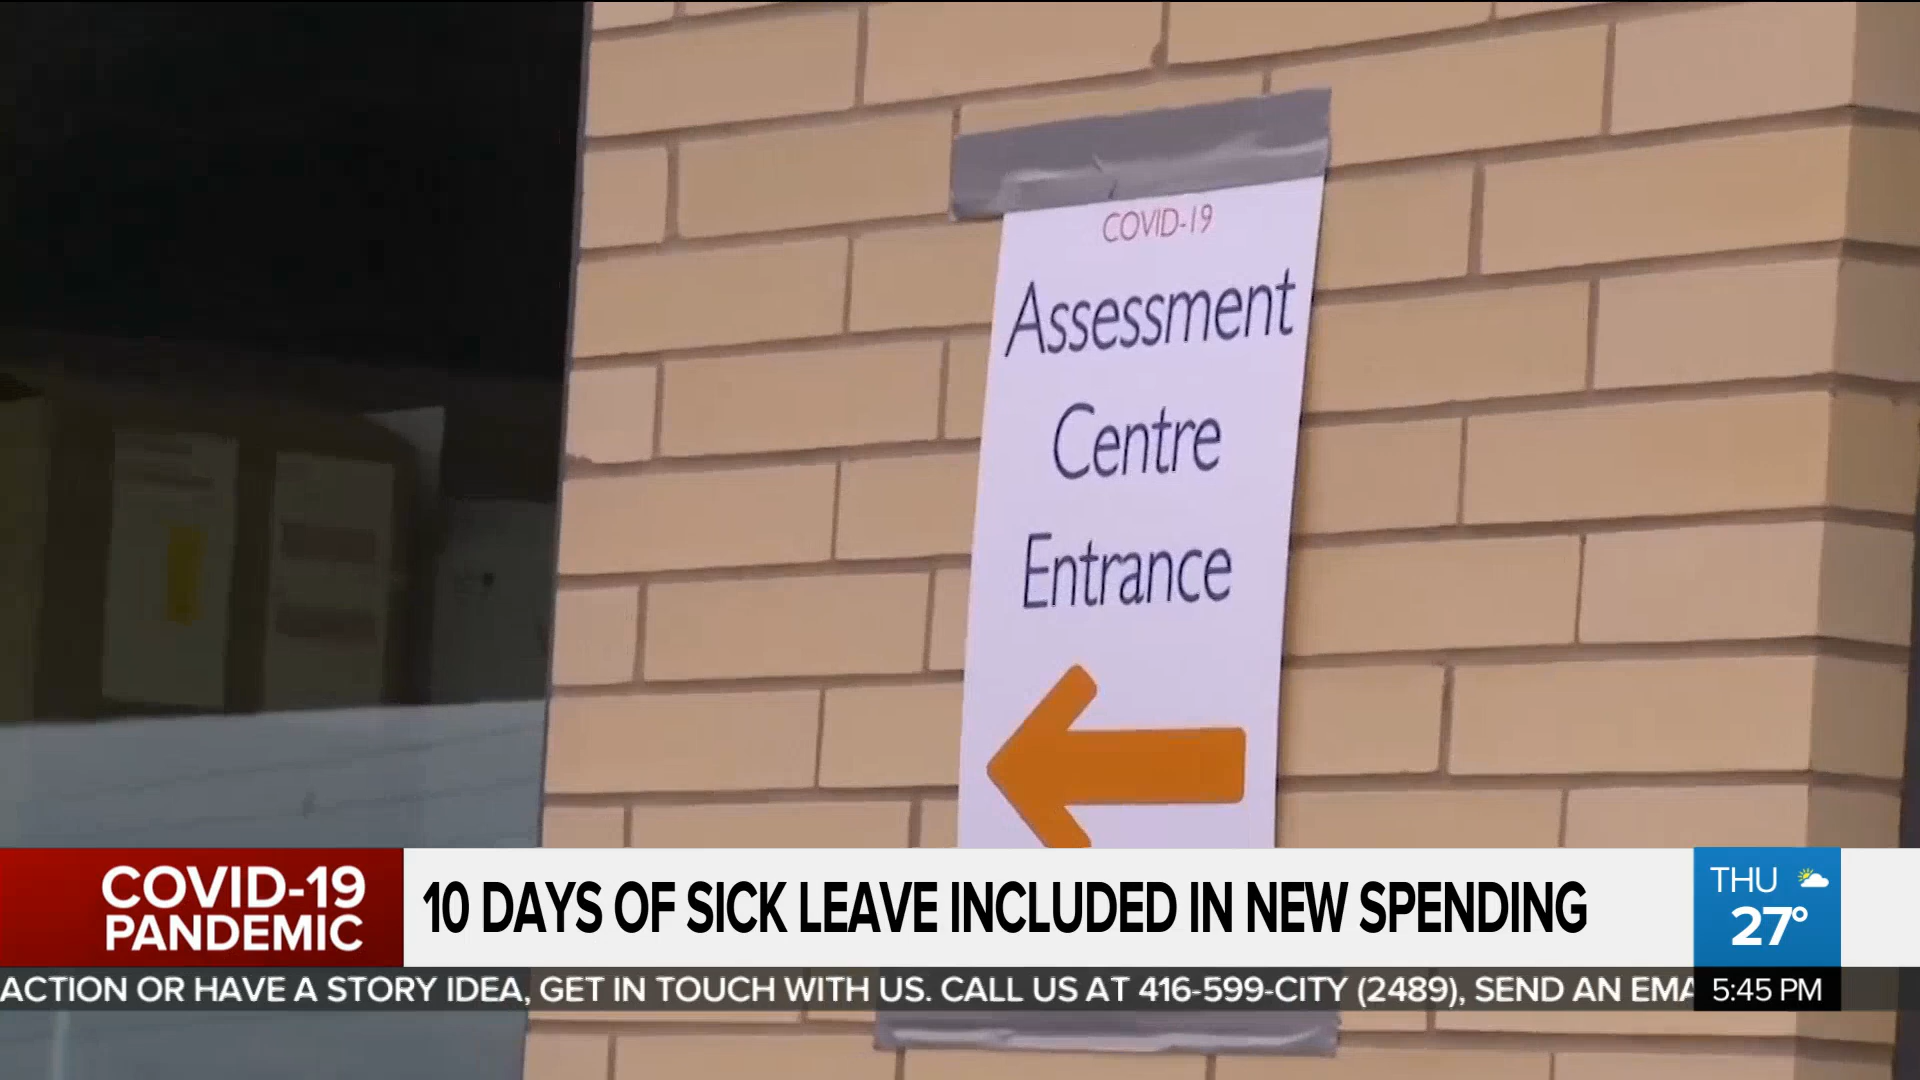 COVID-19
Assessment
Centre
Entrance
COVID-19
PANDEMIC
10 DAYS OF SICK LEAVE INCLUDED IN NEW SPENDING
THU
27°
ACTION OR HAVE A STORY IDEA, GET IN TOUCH WITH US. CALL US AT 416-599-CITY (2489), SEND AN EMA
5:45 PM